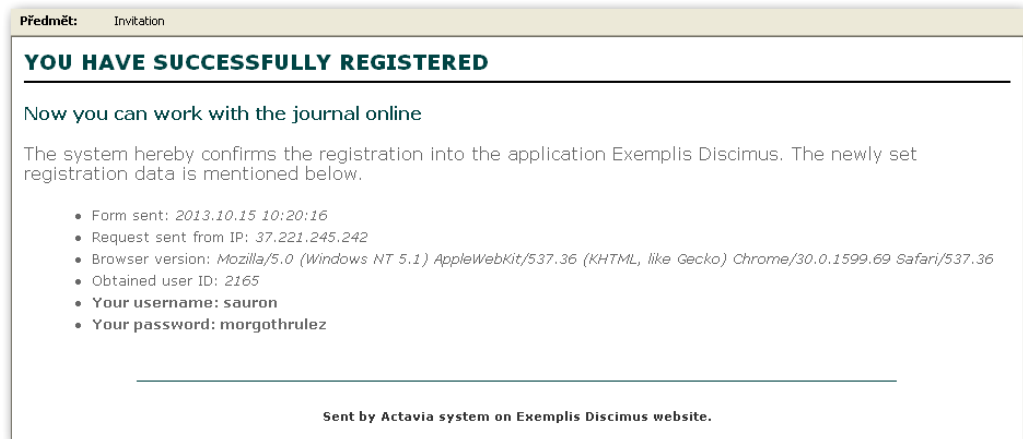 Předmět: Invitation
YOU HAVE SUCCESSFULLY REGISTERED
Now you can work with the journal online
The system hereby confirms the registration into the application Exemplis Discimus. The newly set
registration data is mentioned below.
• Form sent: 2013.10.15 10:20:16
• Request sent from IP: 37.221.245.242
• Browser version: Mozilla/5.0 (Windows NT 5.1) AppleWebKit/537.36 (KHTML, like Gecko) Chrome/30.0.1599.69 Safari/537.36
• Obtained user ID: 2165
• Your username: sauron
• Your password: morgothrulez
Sent by Actavia system on Exemplis Discimus website.